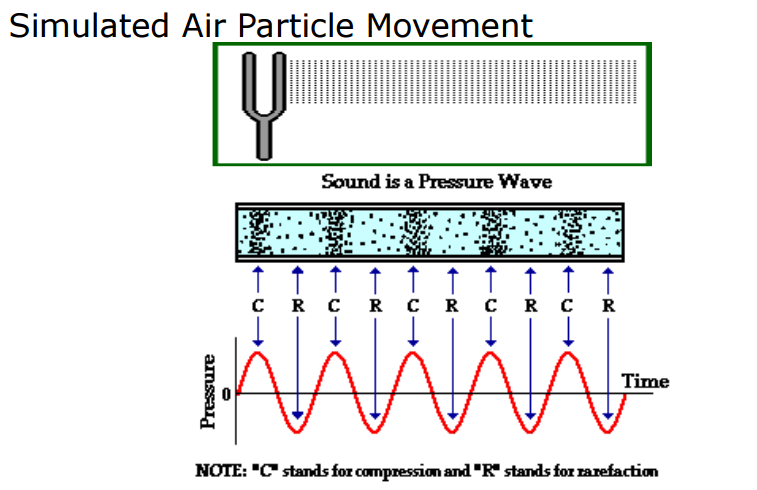 Simulated Air Particle Movement
Sound is a Pressure Wave
C R C R C R C R C R
Pressure
0
Time
NOTE: "C" stands for compression and "R" stands for rarefaction